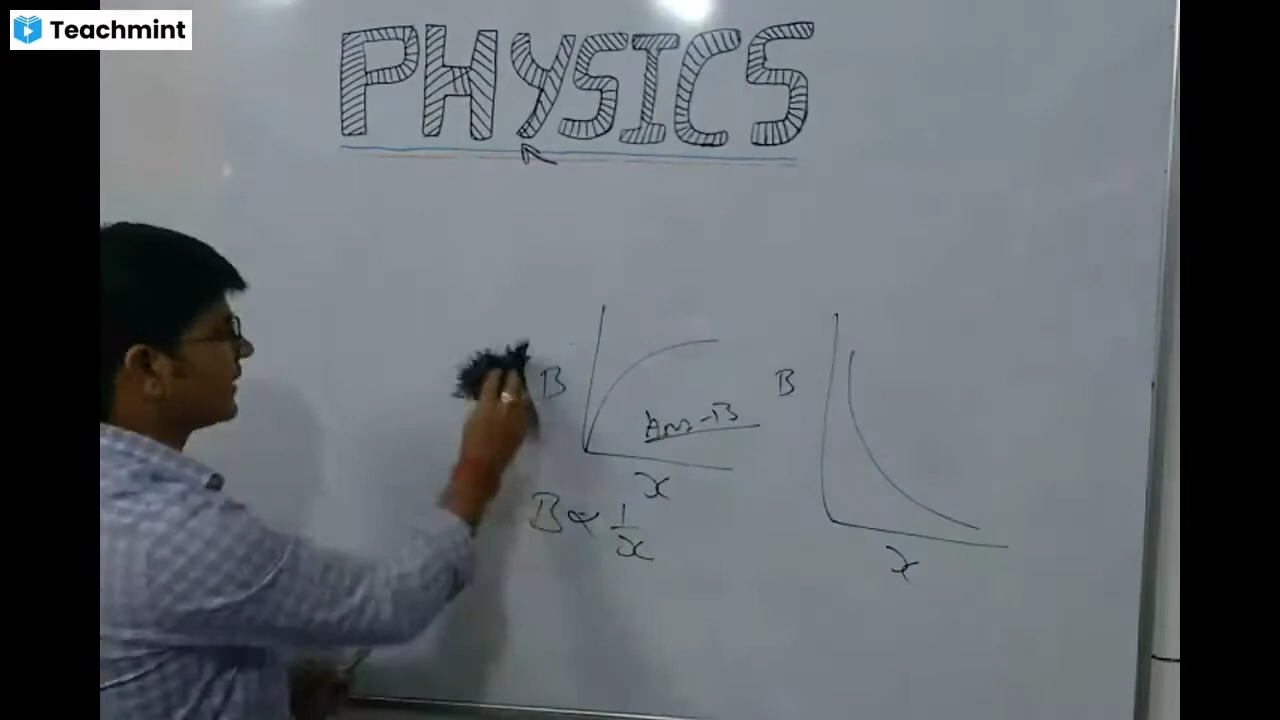 Teachmint
PHYSICS
B
Ans-B
x
B ∝ 1/x
B
x